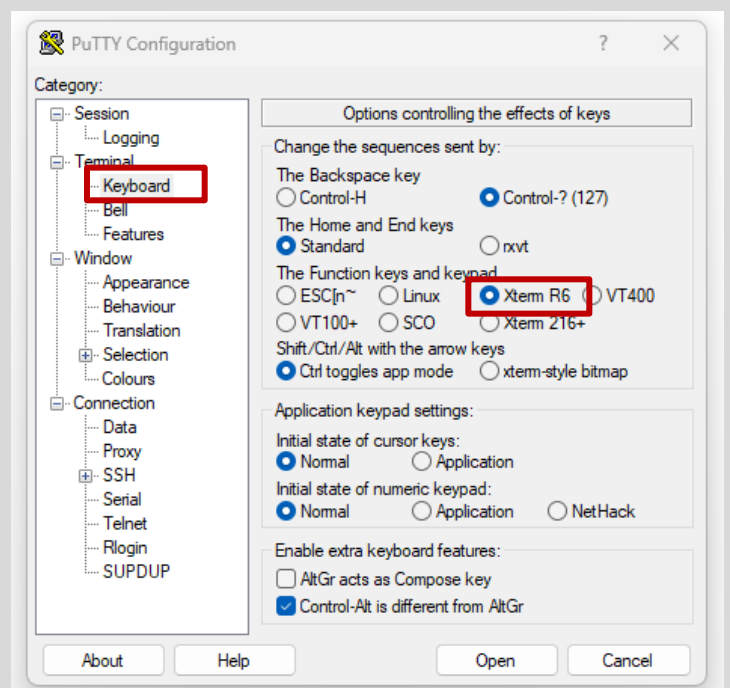 PuTTY Configuration ? ×
Category:
Session
Logging
Terminal
Keyboard
Bell
Features
Window
Appearance
Behaviour
Translation
Selection
Colours
Connection
Data
Proxy
SSH
Serial
Telnet
Rlogin
SUPDUP
Options controlling the effects of keys
Change the sequences sent by:
The Backspace key
Control-H Control-? (127)
The Home and End keys
Standard rxvt
The Function keys and keypad
ESC[n~ Linux Xterm R6 VT400
VT100+ SCO Xterm 216+
Shift/Ctrl/Alt with the arrow keys
Ctrl toggles app mode xterm-style bitmap
Application keypad settings:
Initial state of cursor keys:
Normal Application
Initial state of numeric keypad:
Normal Application NetHack
Enable extra keyboard features:
AltGr acts as Compose key
Control-Alt is different from AltGr
About Help Open Cancel